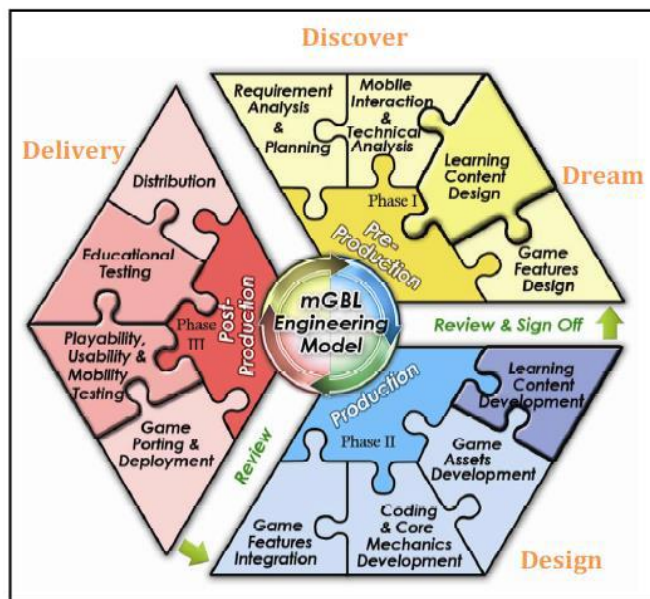 Discover
Requirement
Analysis
&
Planning
Mobile
Interaction
&
Technical
Analysis
Learning
Content
Design
Dream
Game
Features
Design
Phase I
Pre-
Production
Delivery
Distribution
Educational
Testing
Playability,
Usability &
Mobility
Testing
Game
Porting &
Deployment
Phase
III
Post-
Production
mGBL
Engineering
Model
Review & Sign Off
Review
Production
Phase II
Learning
Content
Development
Game
Assets
Development
Coding
& Core
Mechanics
Development
Game
Features
Integration
Design